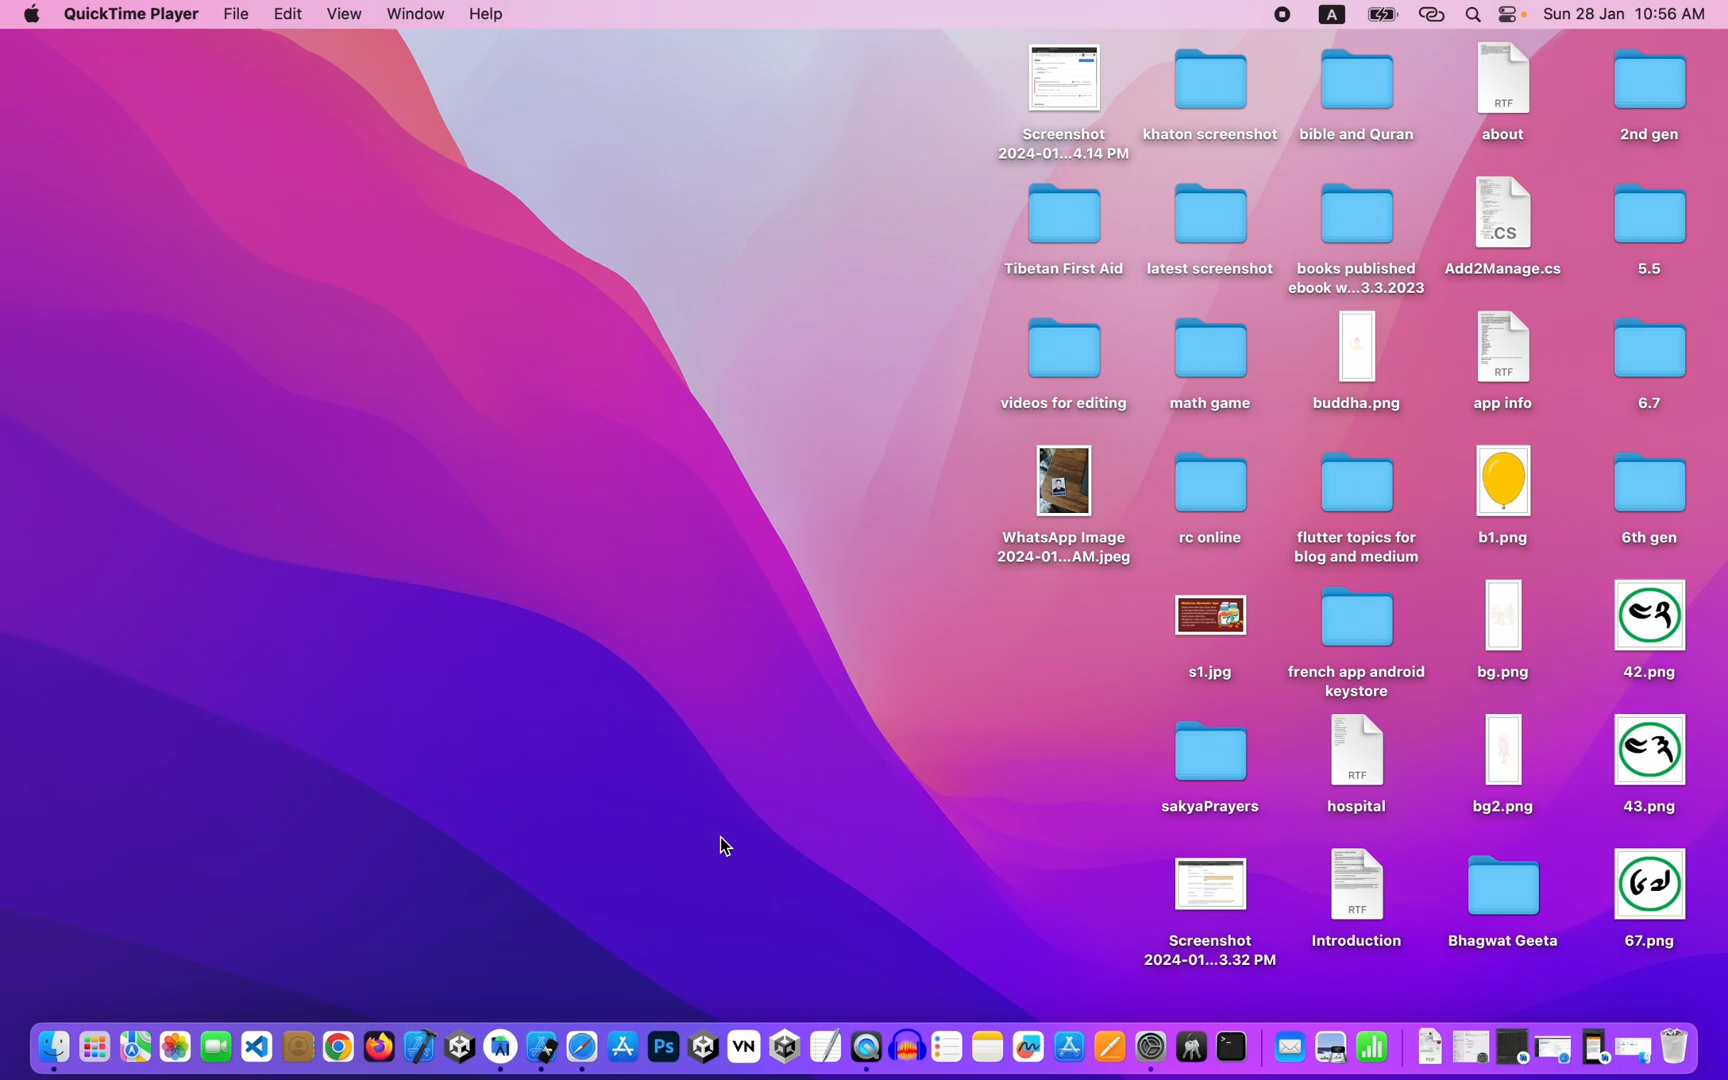 QuickTime Player File Edit View Window Help A Sun 28 Jan 10:56 AM
Screenshot
2024-01...4.14 PM
khaton screenshot
bible and Quran
RTF
about
2nd gen
Tibetan First Aid
latest screenshot
books published
ebook w...3.3.2023
.CS
Add2Manage.cs
5.5
videos for editing
math game
buddha.png
RTF
app info
6.7
WhatsApp Image
2024-01...AM.jpeg
rc online
flutter topics for
blog and medium
b1.png
6th gen
s1.jpg
french app android
keystore
bg.png
42.png
sakyaPrayers
RTF
hospital
bg2.png
43.png
Screenshot
2024-01...3.32 PM
RTF
Introduction
Bhagwat Geeta
67.png
Ps
VN
PDF